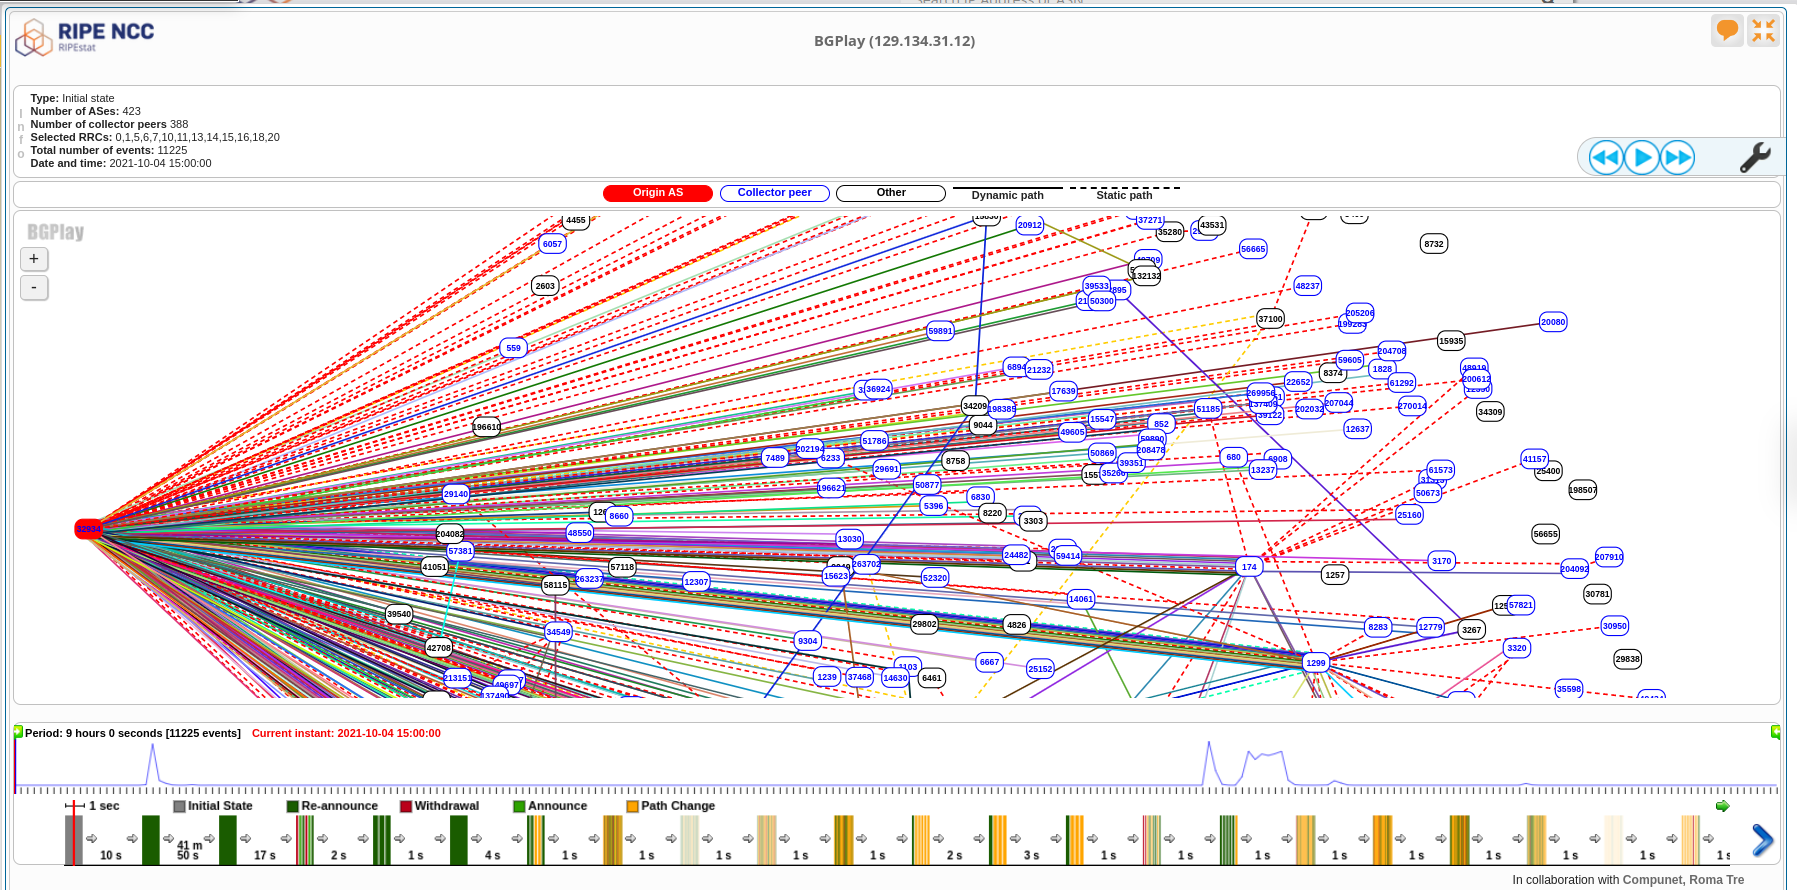 RIPE NCC
RIPEstat
BGPlay (129.134.31.12)
Type: Initial state
Number of ASes: 423
Number of collector peers 388
Selected RRCs: 0,1,5,6,7,10,11,13,14,15,16,18,20
Total number of events: 11225
Date and time: 2021-10-04 15:00:00
I
n
f
o
Origin AS
Collector peer
Other
Dynamic path
Static path
BGPlay
+
-
4455
6057
2603
559
196610
20912
37271
35280
43531
56665
8732
132132
39533
50300
48237
59891
37100
205206
20080
15935
204708
59605
1828
8374
61292
200612
6894
21232
22652
36924
17639
34209
198385
9044
51185
269956
39122
202032
207044
270014
34309
15547
852
49605
12637
51786
202194
6233
7489
29691
8758
50869
208478
39351
680
13237
61573
50673
41157
25400
198507
29140
196621
50877
6830
5396
8220
3303
25160
8660
48550
13030
56655
204082
57381
41051
57118
58115
263237
12307
263702
15623
52320
24482
59414
174
1257
3170
207910
204092
30781
14061
57821
39540
34549
42708
9304
29802
4826
8283
12779
3267
30950
3320
29838
213151
1239
37468
1103
14630
6461
6667
25152
1299
35598
Period: 9 hours 0 seconds [11225 events]
Current instant: 2021-10-04 15:00:00
1 sec
Initial State
Re-announce
Withdrawal
Announce
Path Change
10 s
41 m
50 s
17 s
2 s
1 s
4 s
1 s
1 s
1 s
1 s
1 s
2 s
3 s
1 s
1 s
1 s
1 s
1 s
1 s
1 s
1 s
In collaboration with Compunet, Roma Tre